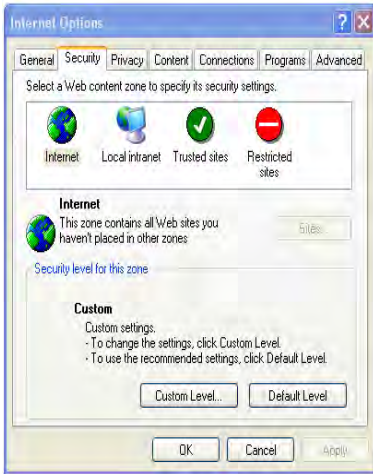 Internet Options
General Security Privacy Content Connections Programs Advanced
Select a Web content zone to specify its security settings.
Internet Local intranet Trusted sites Restricted sites
Internet
This zone contains all Web sites you
haven't placed in other zones
Sites...
Security level for this zone
Custom
Custom settings.
- To change the settings, click Custom Level.
- To use the recommended settings, click Default Level.
Custom Level... Default Level
OK Cancel Apply